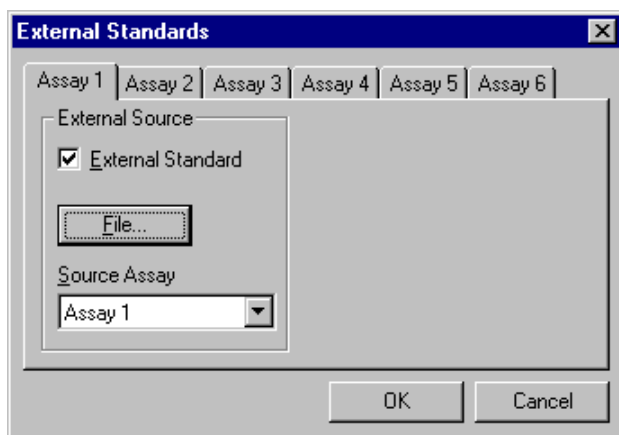 External Standards
Assay 1 Assay 2 Assay 3 Assay 4 Assay 5 Assay 6
External Source
External Standard
File...
Source Assay
Assay 1
OK Cancel